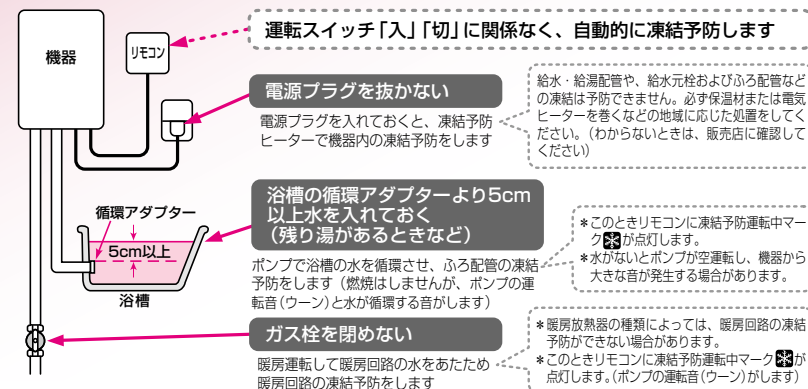 機器
リモコン
運転スイッチ「入」「切」に関係なく、自動的に凍結予防します
電源プラグを抜かない
電源プラグを入れておくと、凍結予防
ヒーターで機器内の凍結予防をします
給水・給湯配管や、給水元栓およびふろ配管など
の凍結は予防できません。必ず保温材または電気
ヒーターを巻くなどの地域に応じた処置をしてく
ださい。(わからないときは、販売店に確認して
ください)
循環アダプター
5cm以上
浴槽
浴槽の循環アダプターより5cm
以上水を入れておく
(残り湯があるときなど)
ポンプで浴槽の水を循環させ、ふろ配管の凍結
予防をします(燃焼はしませんが、ポンプの運
転音(ウーン)と水が循環する音がします)
*このときリモコンに凍結予防運転中マー
クが点灯します。
*水がないとポンプが空運転し、機器から
大きな音が発生する場合があります。
ガス栓を閉めない
暖房運転して暖房回路の水をあたため
暖房回路の凍結予防をします
*暖房放熱器の種類によっては、暖房回路の凍結
予防ができない場合があります。
*このときリモコンに凍結予防運転中マークが
点灯します。(ポンプの運転音(ウーン)がします)